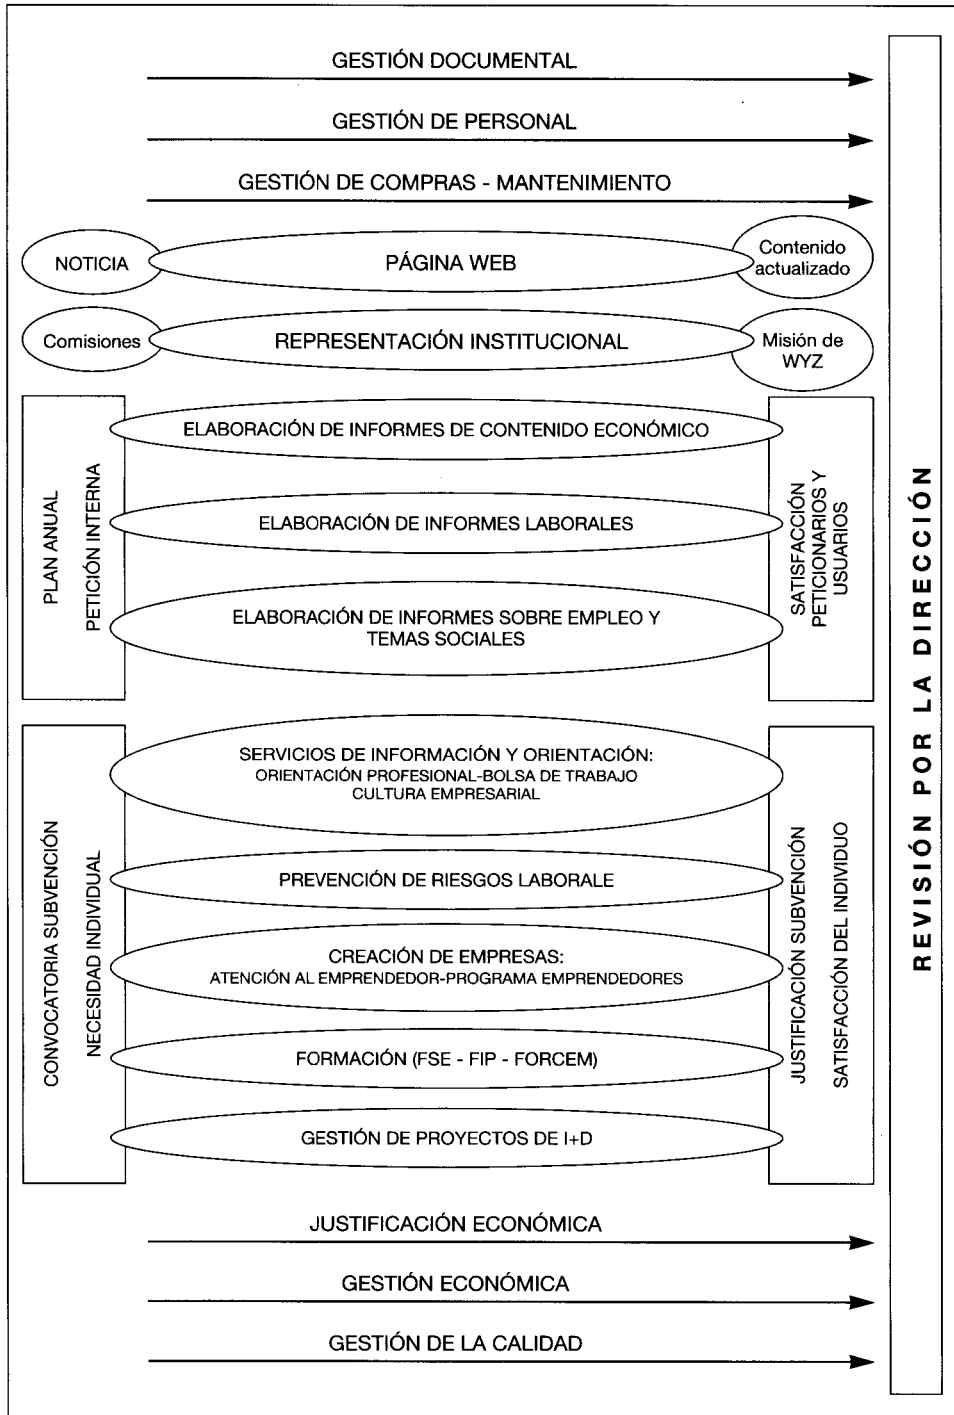 GESTIÓN DOCUMENTAL
GESTIÓN DE PERSONAL
GESTIÓN DE COMPRAS - MANTENIMIENTO
NOTICIA
PÁGINA WEB
Contenido
actualizado
Comisiones
REPRESENTACIÓN INSTITUCIONAL
Misión de
WYZ
PLAN ANUAL
PETICIÓN INTERNA
ELABORACIÓN DE INFORMES DE CONTENIDO ECONÓMICO
ELABORACIÓN DE INFORMES LABORALES
ELABORACIÓN DE INFORMES SOBRE EMPLEO Y
TEMAS SOCIALES
SATISFACCIÓN
PETICIONARIOS Y
USUARIOS
CONVOCATORIA SUBVENCIÓN
NECESIDAD INDIVIDUAL
SERVICIOS DE INFORMACIÓN Y ORIENTACIÓN:
ORIENTACIÓN PROFESIONAL-BOLSA DE TRABAJO
CULTURA EMPRESARIAL
PREVENCIÓN DE RIESGOS LABORALE
CREACIÓN DE EMPRESAS:
ATENCIÓN AL EMPRENDEDOR-PROGRAMA EMPRENDEDORES
FORMACIÓN (FSE - FIP - FORCEM)
GESTIÓN DE PROYECTOS DE I+D
JUSTIFICACIÓN SUBVENCIÓN
SATISFACCIÓN DEL INDIVIDUO
JUSTIFICACIÓN ECONÓMICA
GESTIÓN ECONÓMICA
GESTIÓN DE LA CALIDAD
REVISIÓN POR LA DIRECCIÓN